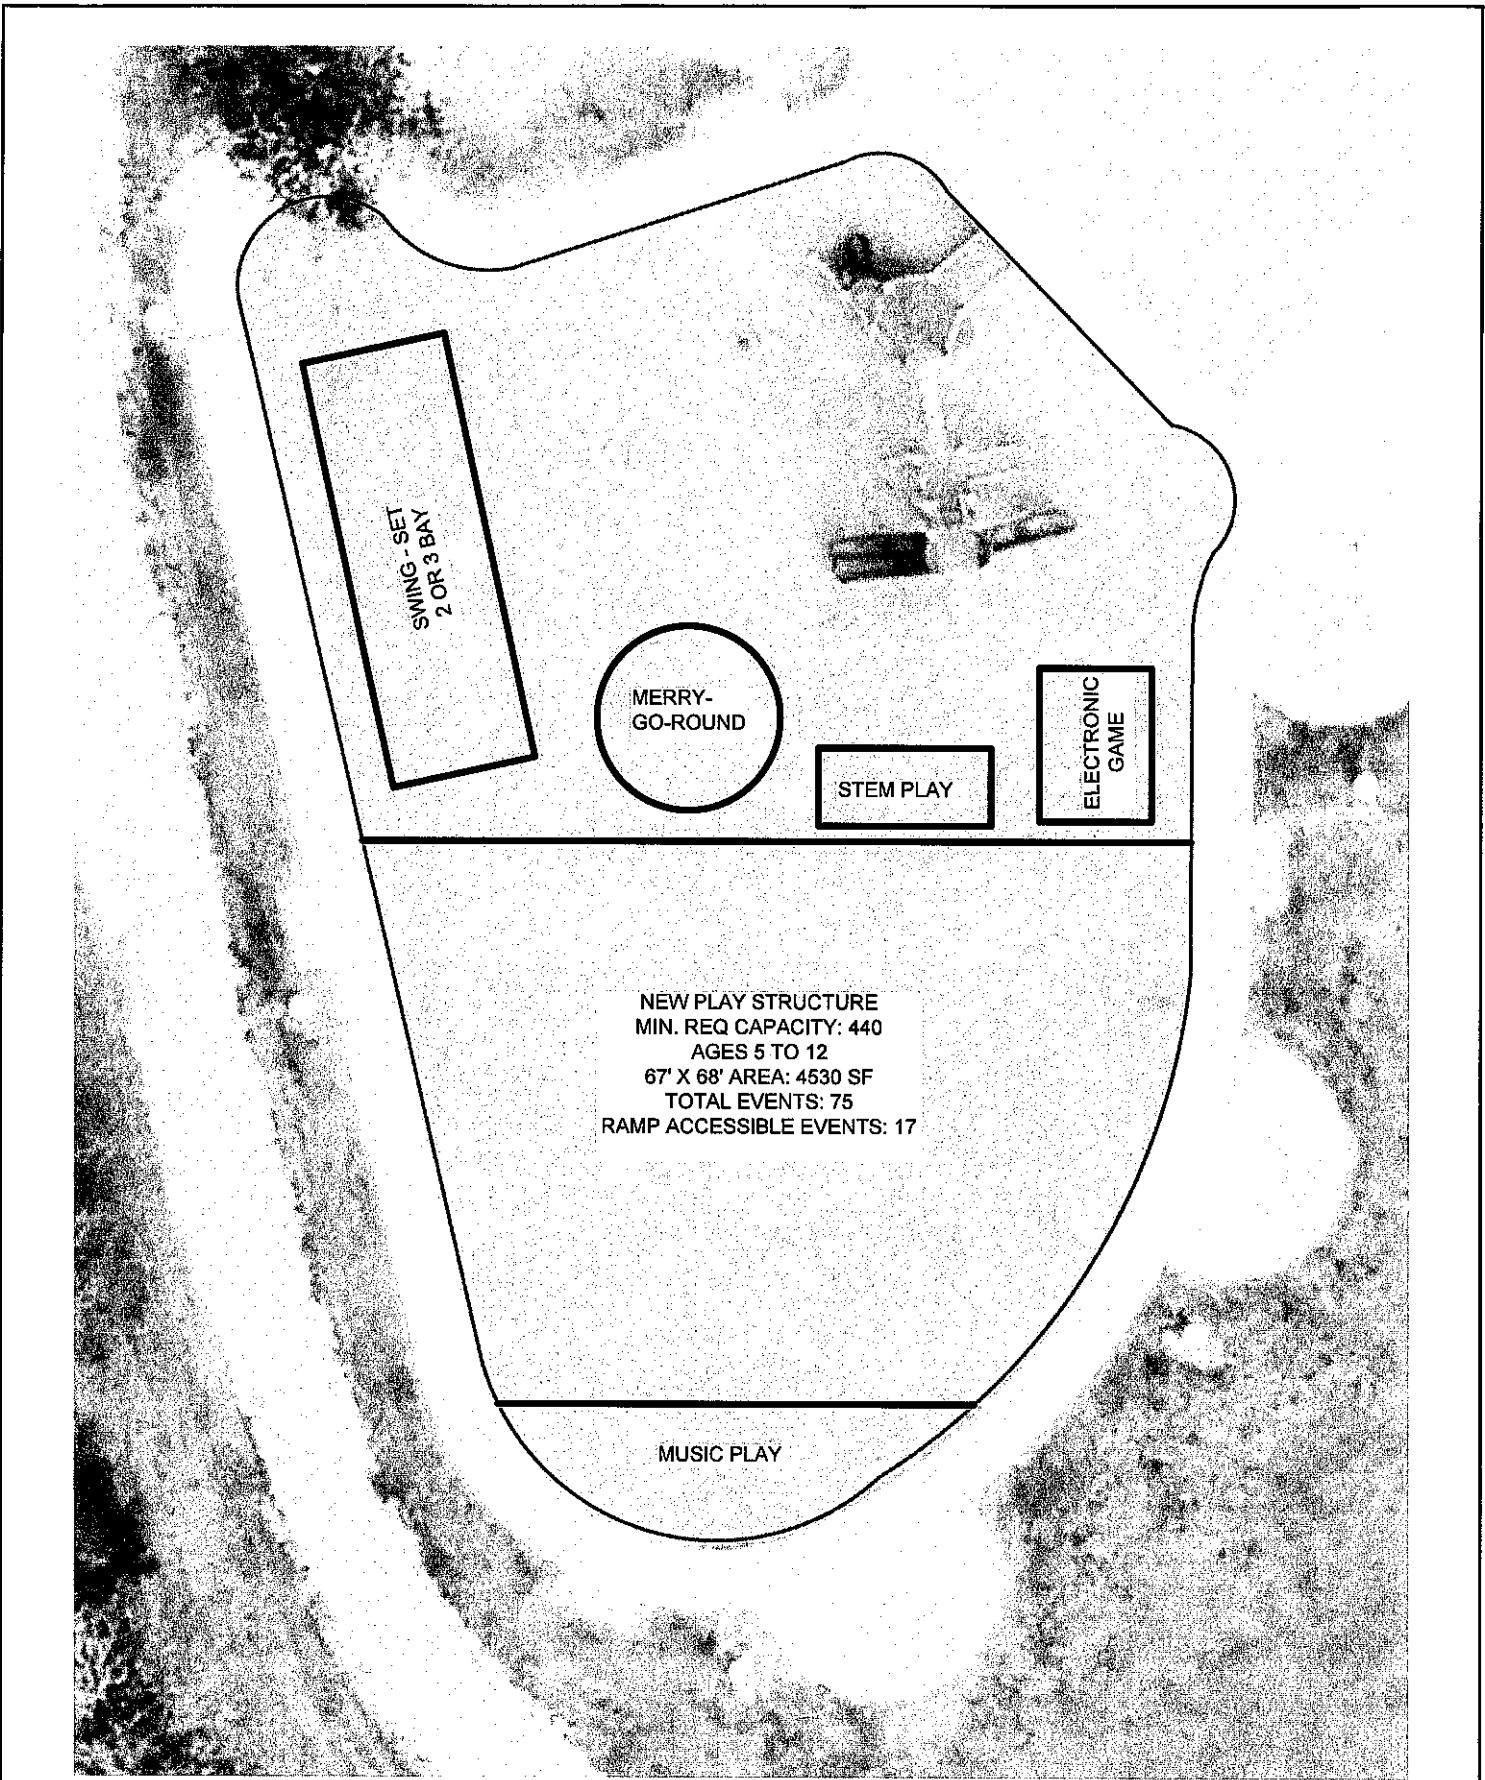 SWING - SET
2 OR 3 BAY
MERRY-
GO-ROUND
STEM PLAY
ELECTRONIC
GAME
NEW PLAY STRUCTURE
MIN. REQ CAPACITY: 440
AGES 5 TO 12
67' X 68' AREA: 4530 SF
TOTAL EVENTS: 75
RAMP ACCESSIBLE EVENTS: 17
MUSIC PLAY